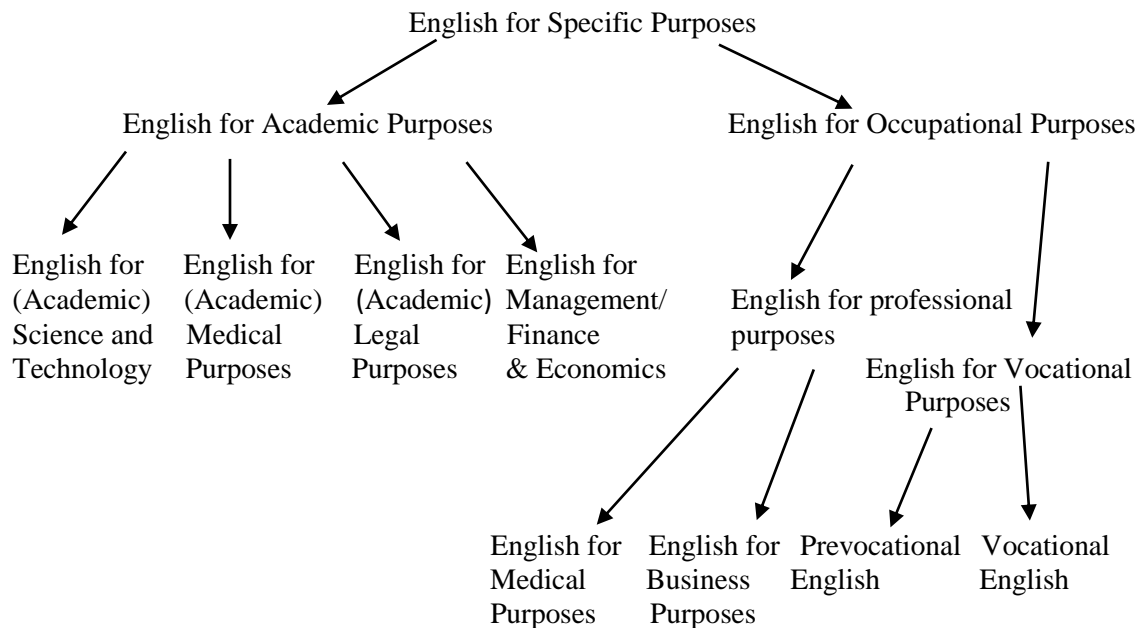 English for Specific Purposes
English for Academic Purposes
English for Occupational Purposes
English for
(Academic)
Science and
Technology
English for
(Academic)
Medical
Purposes
English for
(Academic)
Legal
Purposes
English for
Management/
Finance
& Economics
English for professional
purposes
English for Vocational
Purposes
English for
Medical
Purposes
English for
Business
Purposes
Prevocational
English
Vocational
English